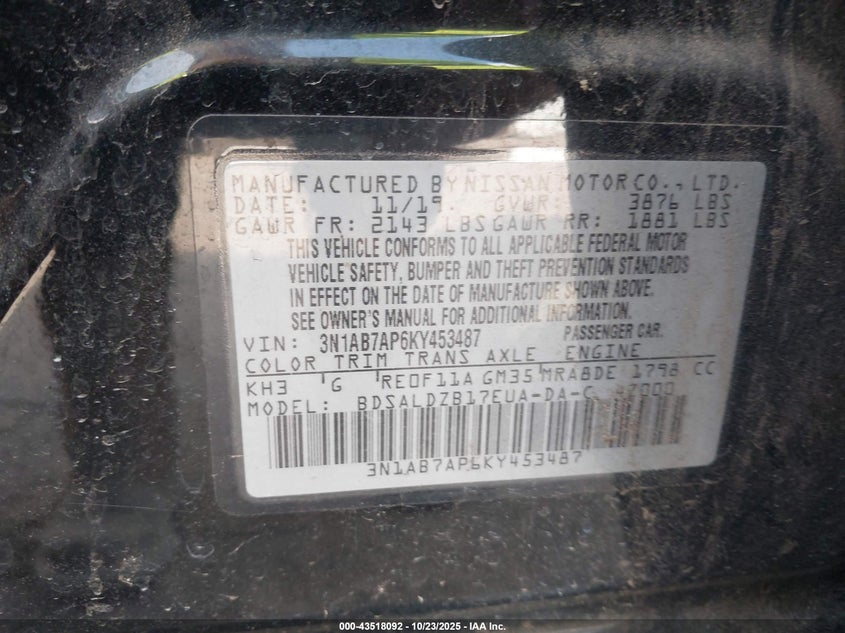 MANUFACTURED BY NISSAN MOTOR CO., LTD.
DATE: 11/19 GVWR: 3876 LBS
GAWR FR: 2143 LBS GAWR RR: 1881 LBS
THIS VEHICLE CONFORMS TO ALL APPLICABLE FEDERAL MOTOR
VEHICLE SAFETY, BUMPER AND THEFT PREVENTION STANDARDS
IN EFFECT ON THE DATE OF MANUFACTURE SHOWN ABOVE.
SEE OWNER'S MANUAL FOR ADDITIONAL INFORMATION.
VIN: 3N1AB7AP6KY453487 PASSENGER CAR.
COLOR TRIM TRANS AXLE ENGINE
KH3 G RE0F11A GM35 MRA8DE 1798 CC
MODEL: BDSALDZB17EUA-DA-C
3N1AB7AP6KY453487
000-43518092 - 10/23/2025 - IAA Inc.